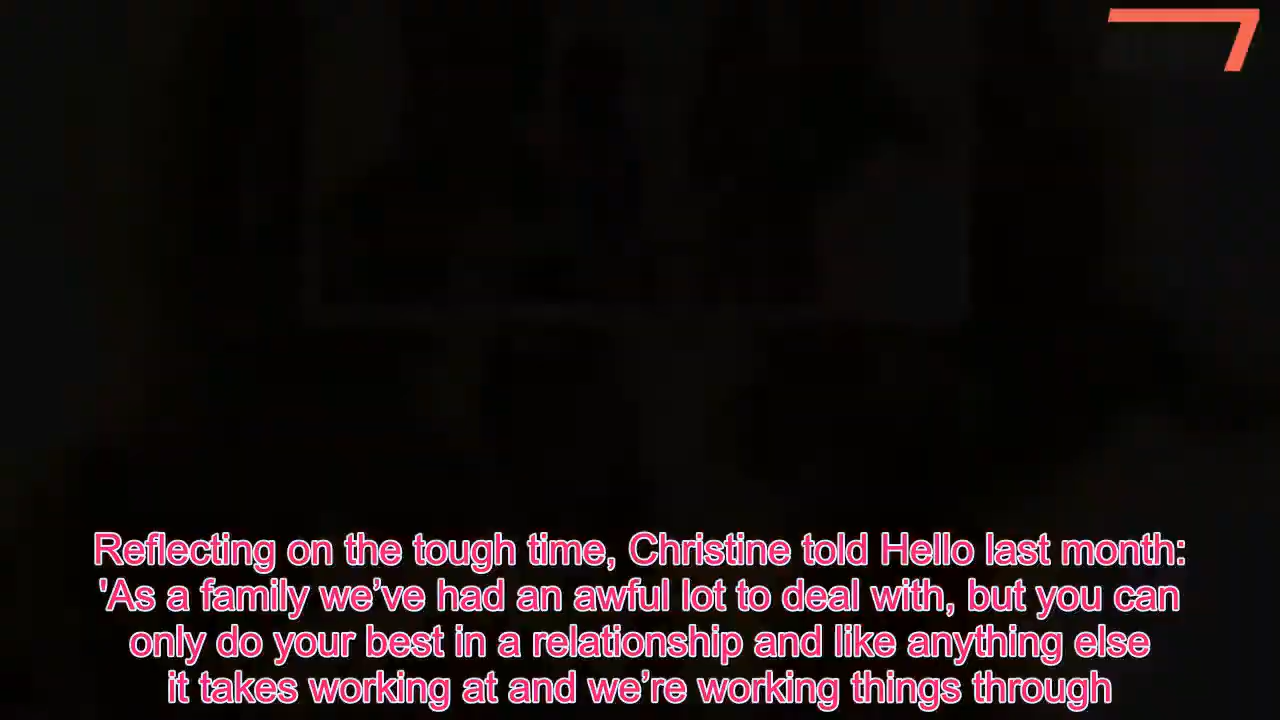 Reflecting on the tough time, Christine told Hello last month:
'As a family we’ve had an awful lot to deal with, but you can
only do your best in a relationship and like anything else
it takes working at and we’re working things through